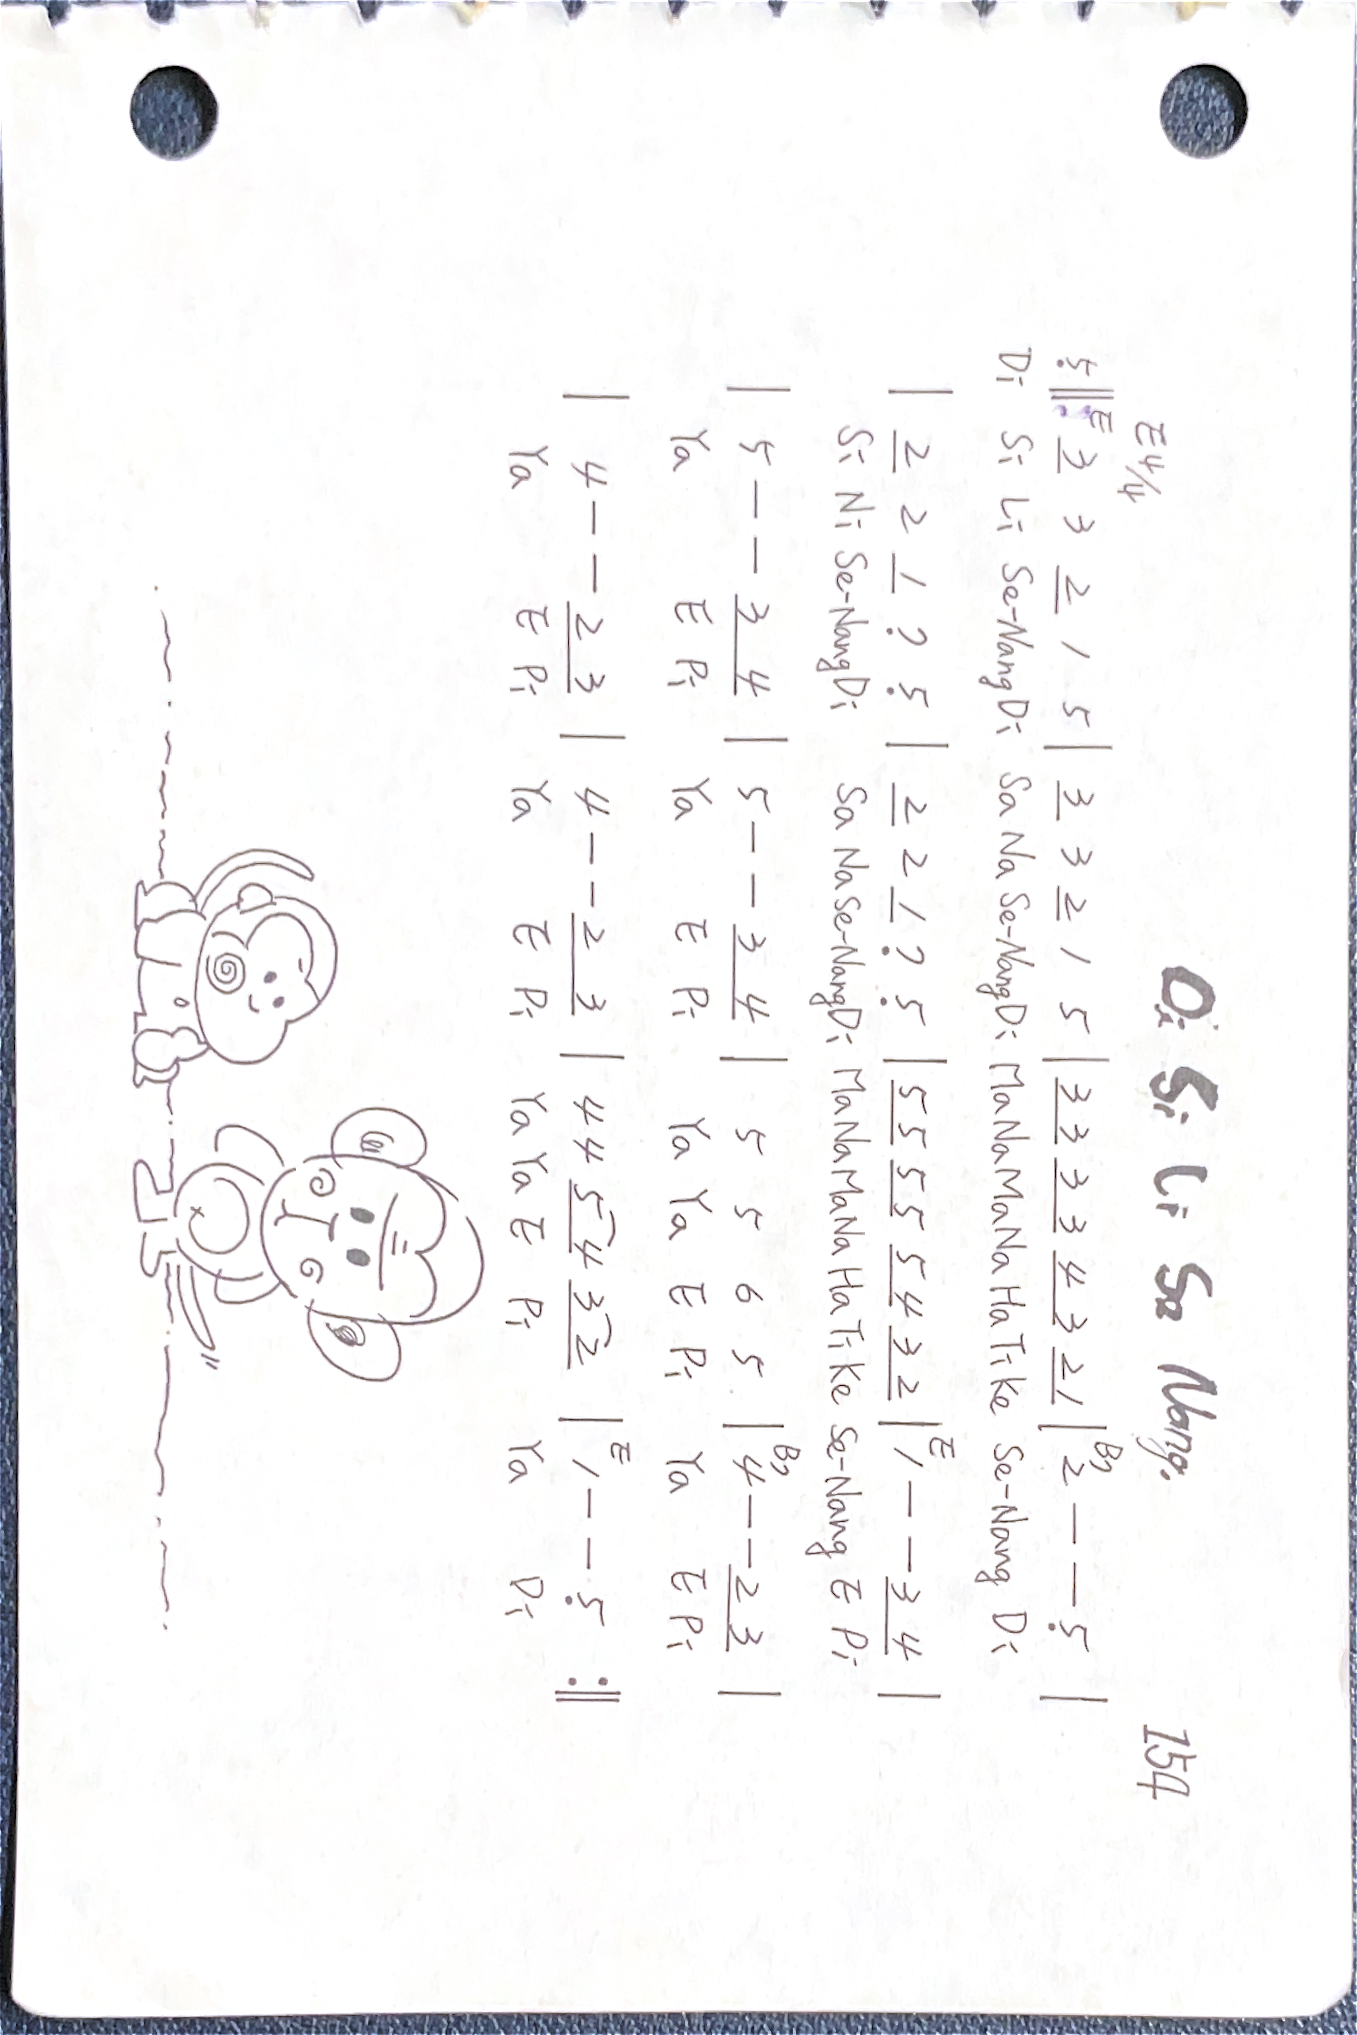 Di Si Li Se Nang.
154
E 4/4
5 ‖: E 3 3 2 1 5 | 3 3 2 1 5 | 3 3 3 3 4 3 2 1 | B7 2 – – 5 |
Di Si Li Se-Nang Di Sa Na Se-Nang Di Ma Na Ma Na Ha Ti Ke Se-Nang Di
| 2 2 1 7 5 | 2 2 1 7 5 | 5 5 5 5 5 4 3 2 | E 1 – – 3 4 |
Si Ni Se-Nang Di Sa Na Se-Nang Di Ma Na Ma Na Ha Ti Ke Se-Nang E Pi
| 5 – – 3 4 | 5 – – 3 4 | 5 5 6 5 | B7 4 – – 2 3 |
Ya E Pi Ya E Pi Ya Ya E Pi Ya E Pi
| 4 – – 2 3 | 4 – – 2 3 | 4 4 5 4 3 2 | E 1 – – 5 :‖
Ya E Pi Ya E Pi Ya Ya E Pi Ya Di